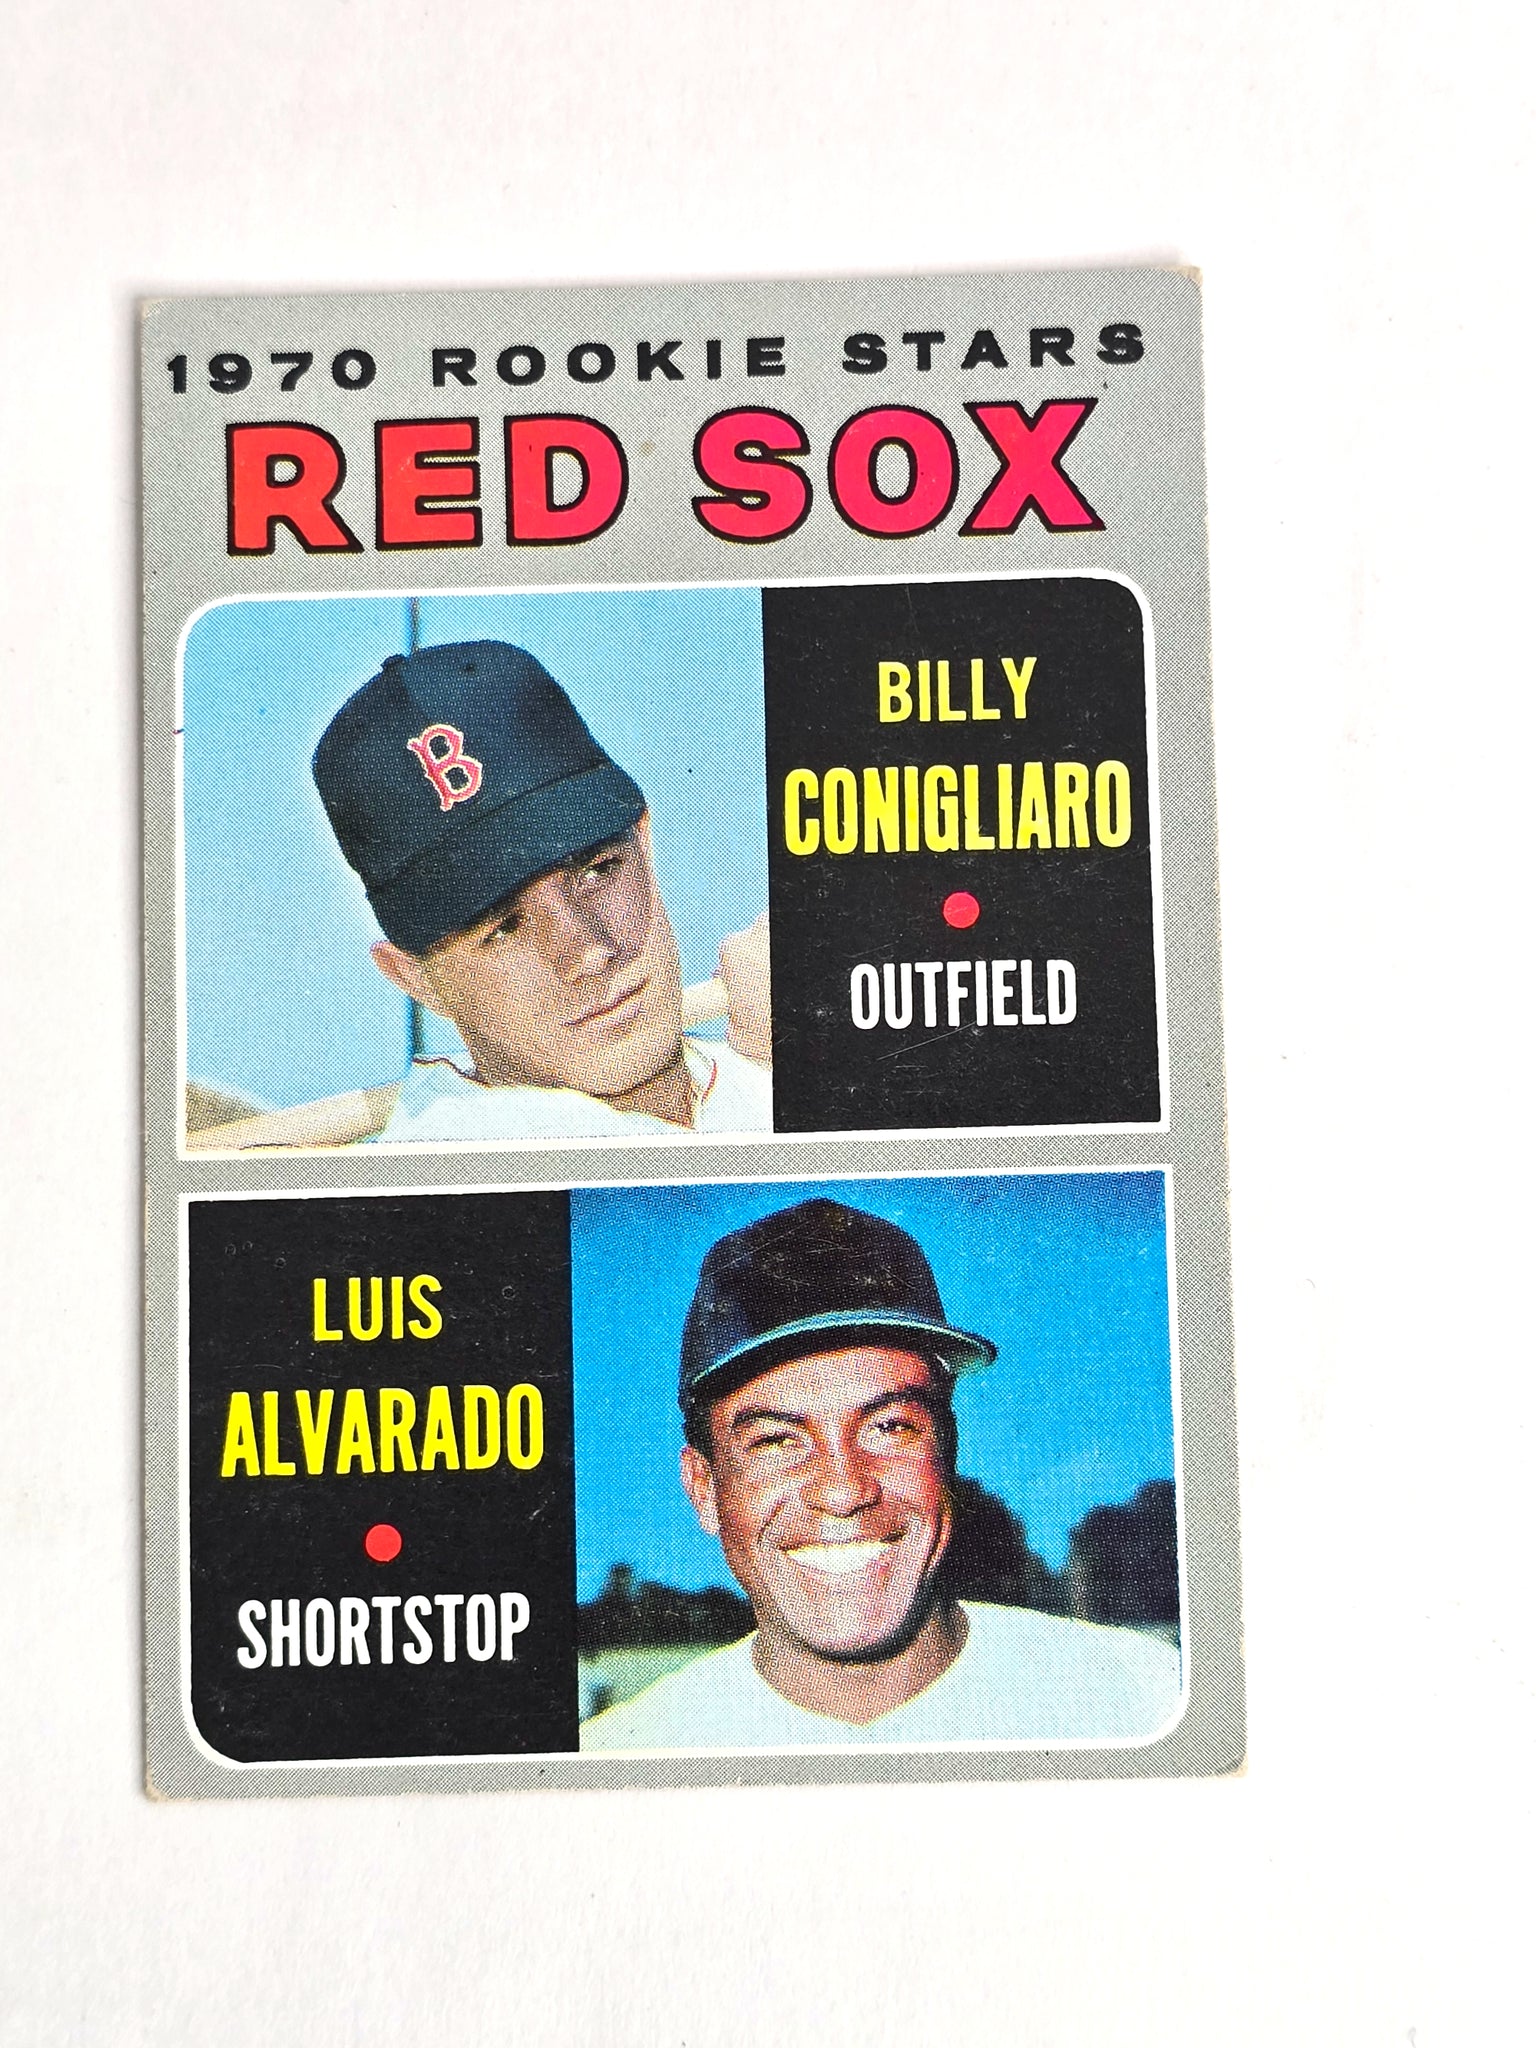 1970 ROOKIE STARS
RED SOX
B
BILLY
CONIGLIARO
OUTFIELD
LUIS
ALVARADO
SHORTSTOP